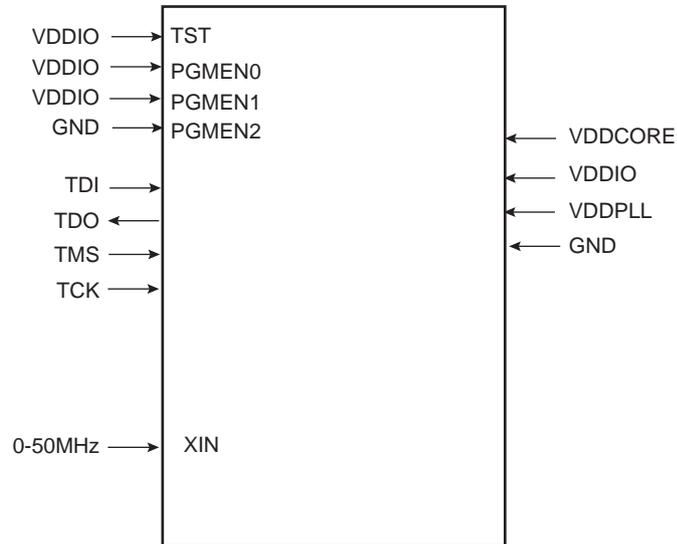 VDDIO TST
VDDIO PGMEN0
VDDIO PGMEN1
GND PGMEN2
VDDCORE
TDI VDDIO
TDO VDDPLL
TMS GND
TCK
0-50MHz XIN